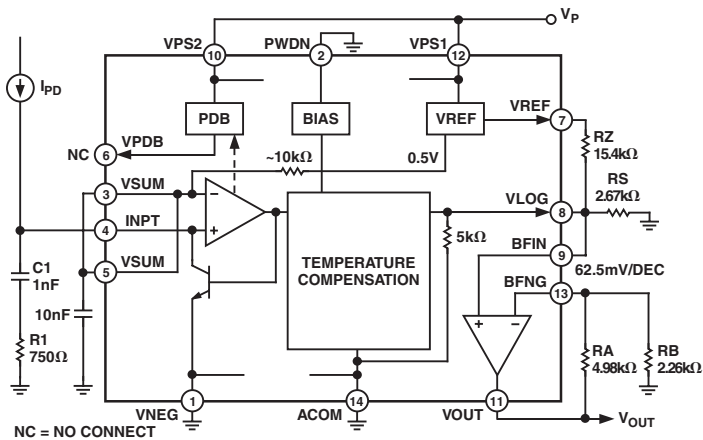 VP
VPS2
PWDN
VPS1
10
2
12
IPD
PDB
BIAS
VREF
VREF
7
NC
6
VPDB
RZ
15.4kΩ
~10kΩ
0.5V
3
VSUM
RS
2.67kΩ
VLOG
8
4
INPT
5kΩ
BFIN
9
5
VSUM
TEMPERATURE
COMPENSATION
62.5mV/DEC
BFNG
13
C1
1nF
10nF
R1
750Ω
RA
4.98kΩ
RB
2.26kΩ
1
14
11
VNEG
ACOM
VOUT
VOUT
NC = NO CONNECT